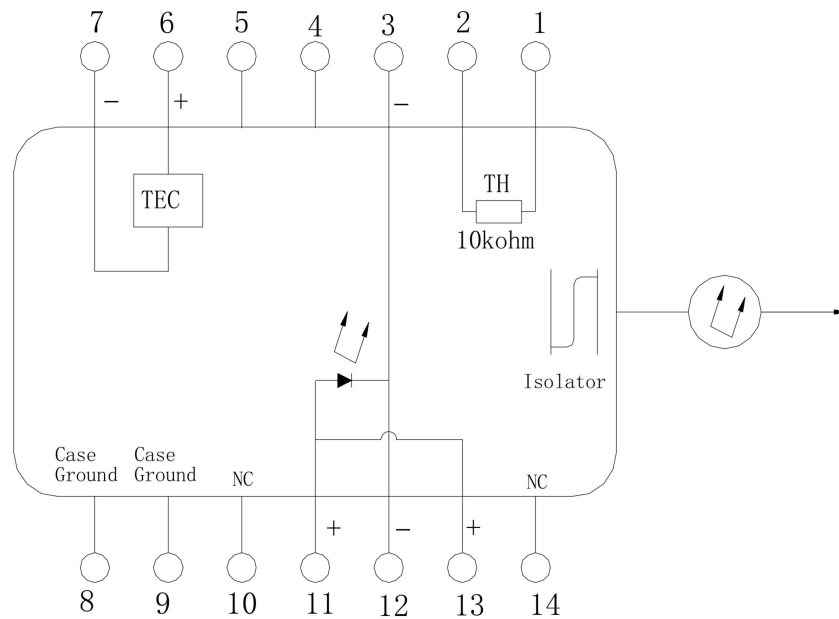 7 6 5 4 3 2 1
- + -
TEC
TH
10kohm
Isolator
Case Ground
Case Ground
NC
NC
+ - +
8 9 10 11 12 13 14